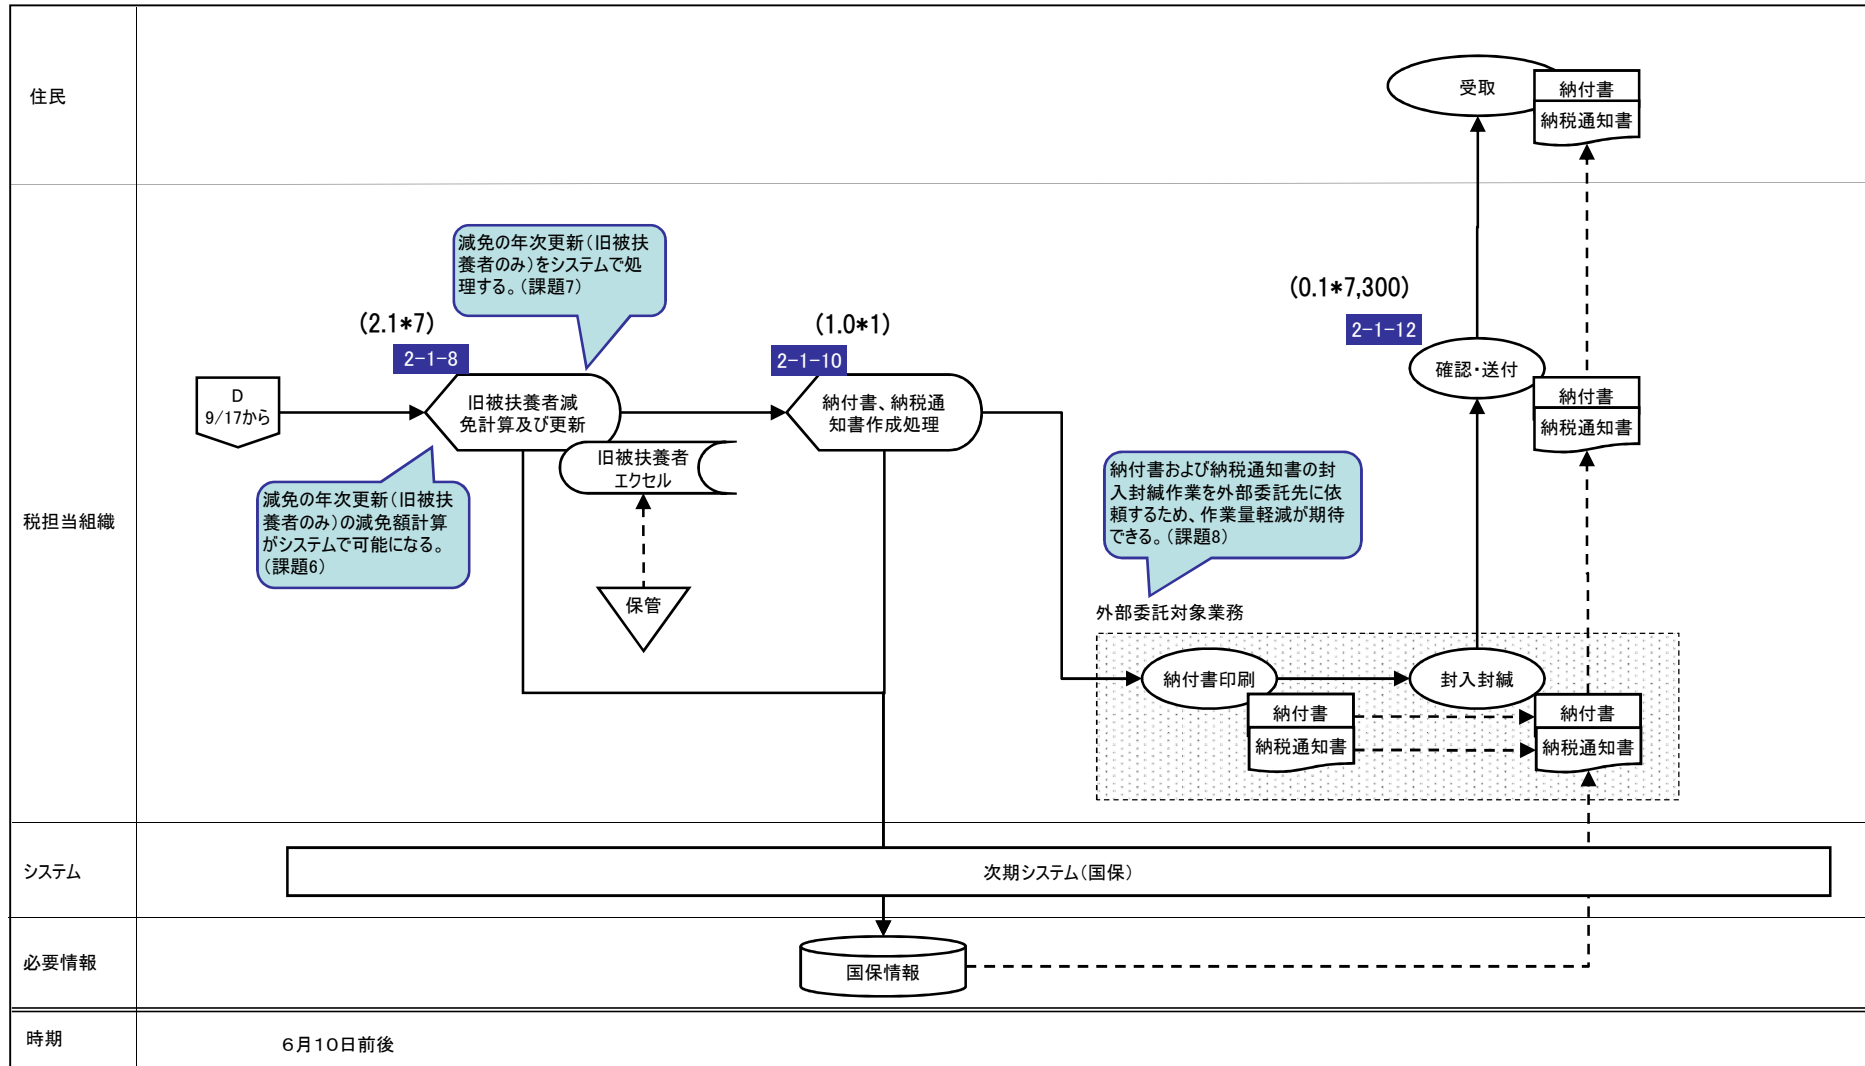 住民
受取
納付書
納税通知書
税担当組織
減免の年次更新（旧被扶
養者のみ）をシステムで処
理する。（課題7）
(2.1*7)
2-1-8
(1.0*1)
2-1-10
(0.1*7,300)
2-1-12
確認・送付
納付書
納税通知書
D
9/17から
旧被扶養者減
免計算及び更新
納付書、納税通
知書作成処理
旧被扶養者
エクセル
減免の年次更新（旧被扶
養者のみ）の減免額計算
がシステムで可能になる。
（課題6）
保管
納付書および納税通知書の封
入封緘作業を外部委託先に依
頼するため、作業量軽減が期待
できる。（課題8）
外部委託対象業務
納付書印刷
封入封緘
納付書
納税通知書
納付書
納税通知書
システム
次期システム（国保）
必要情報
国保情報
時期
６月１０日前後